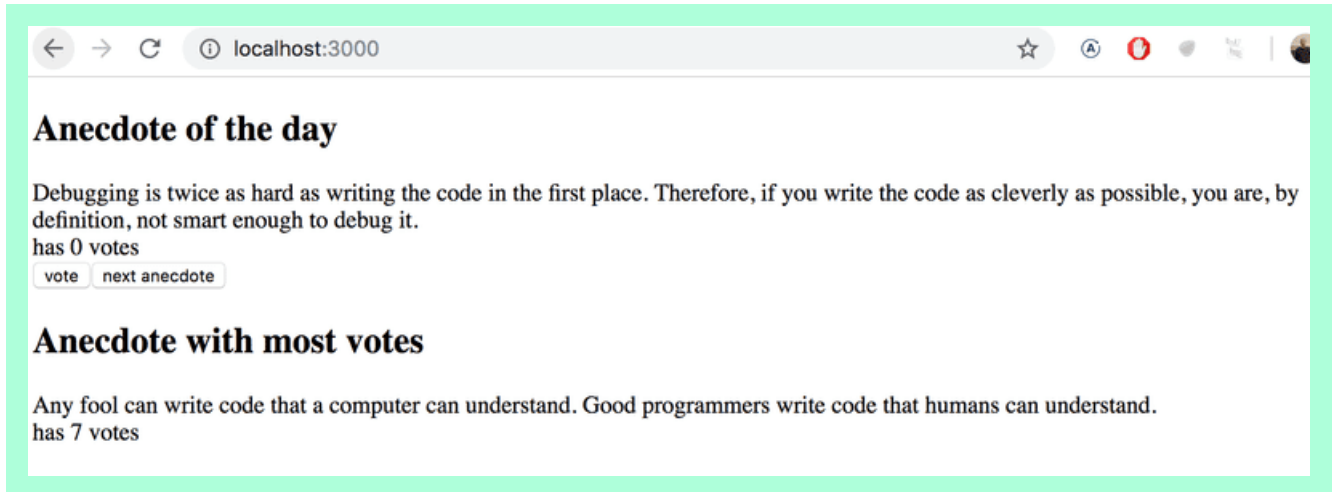 localhost:3000
Anecdote of the day
Debugging is twice as hard as writing the code in the first place. Therefore, if you write the code as cleverly as possible, you are, by
definition, not smart enough to debug it.
has 0 votes
vote next anecdote
Anecdote with most votes
Any fool can write code that a computer can understand. Good programmers write code that humans can understand.
has 7 votes